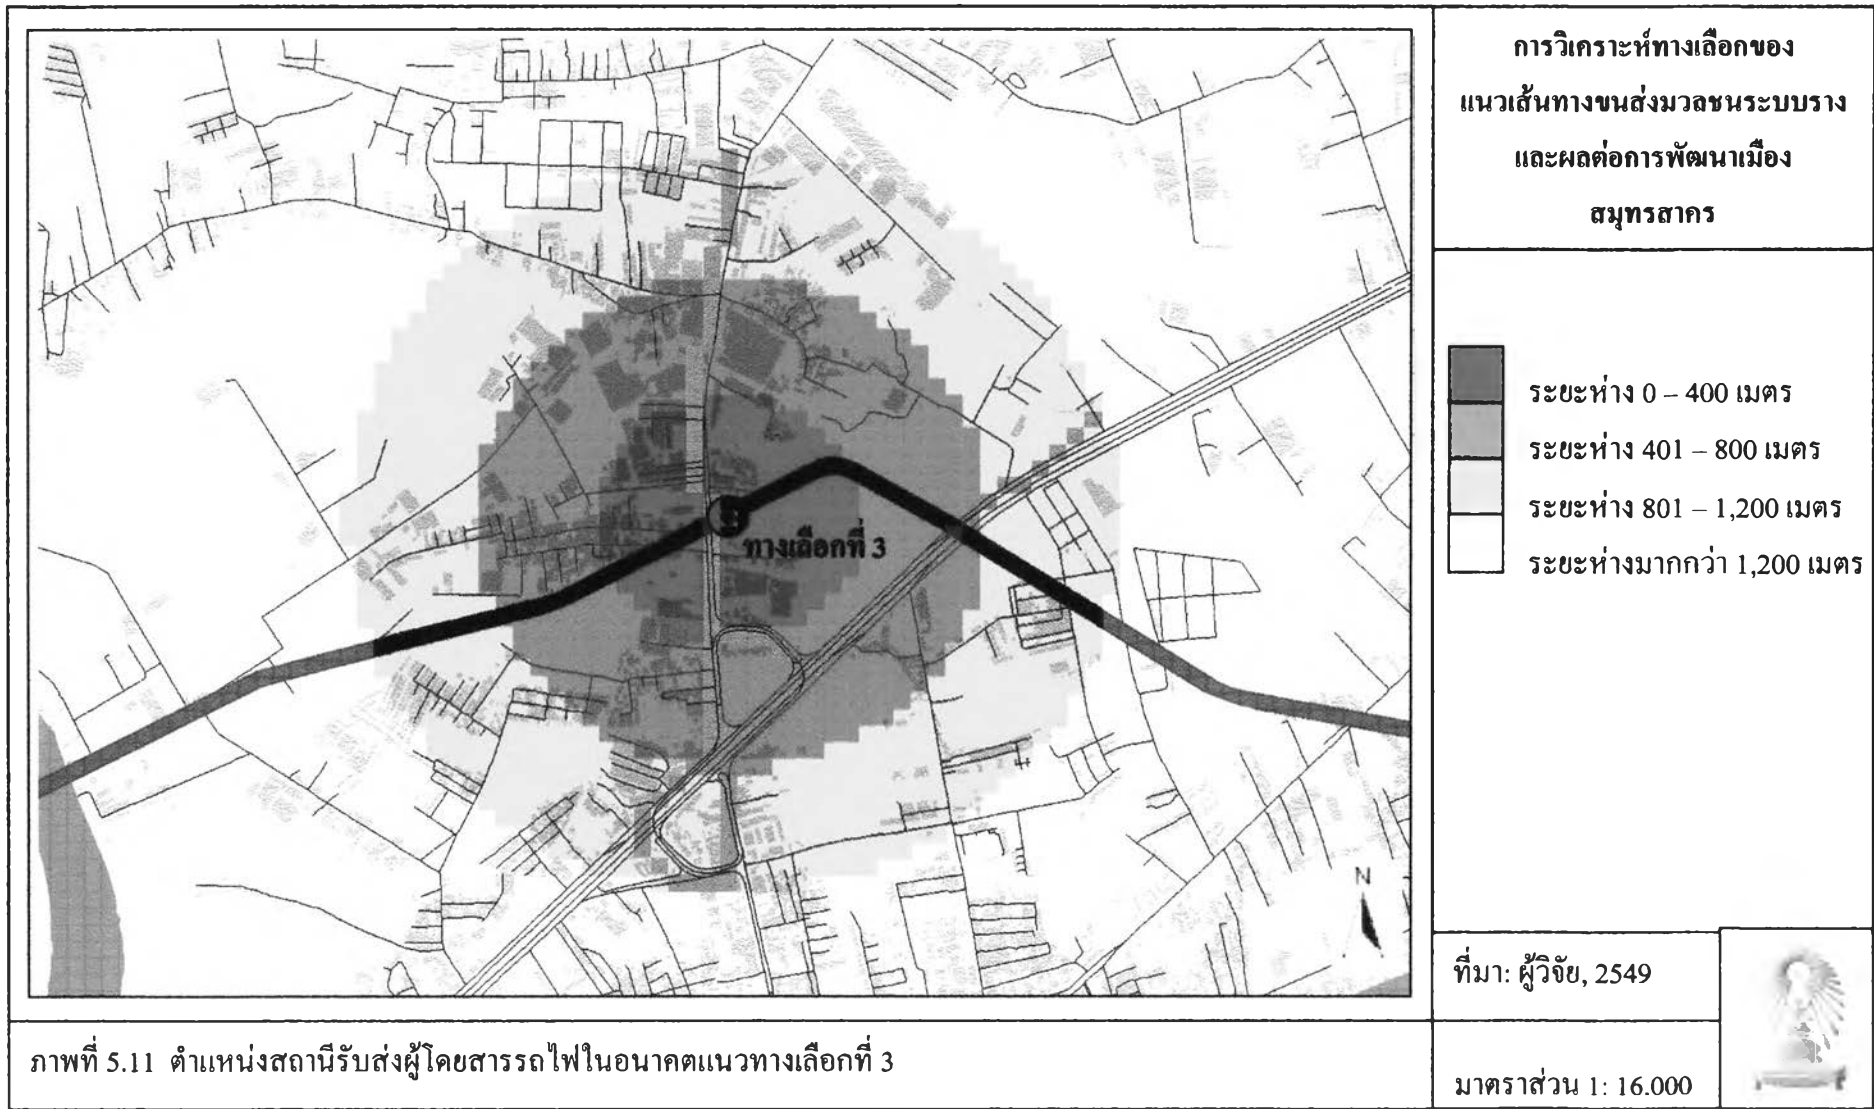 การวิเคราะห์ทางเลือกของ
แนวเส้นทางขนส่งมวลชนระบบราง
และผลต่อการพัฒนาเมือง
สมุทรสาคร
ระยะห่าง 0 – 400 เมตร
ระยะห่าง 401 – 800 เมตร
ระยะห่าง 801 – 1,200 เมตร
ระยะห่างมากกว่า 1,200 เมตร
ทางเลือกที่ 3
N
ที่มา: ผู้วิจัย, 2549
ภาพที่ 5.11 ตำแหน่งสถานีรับส่งผู้โดยสารรถไฟในอนาคตแนวทางเลือกที่ 3
มาตราส่วน 1: 16.000